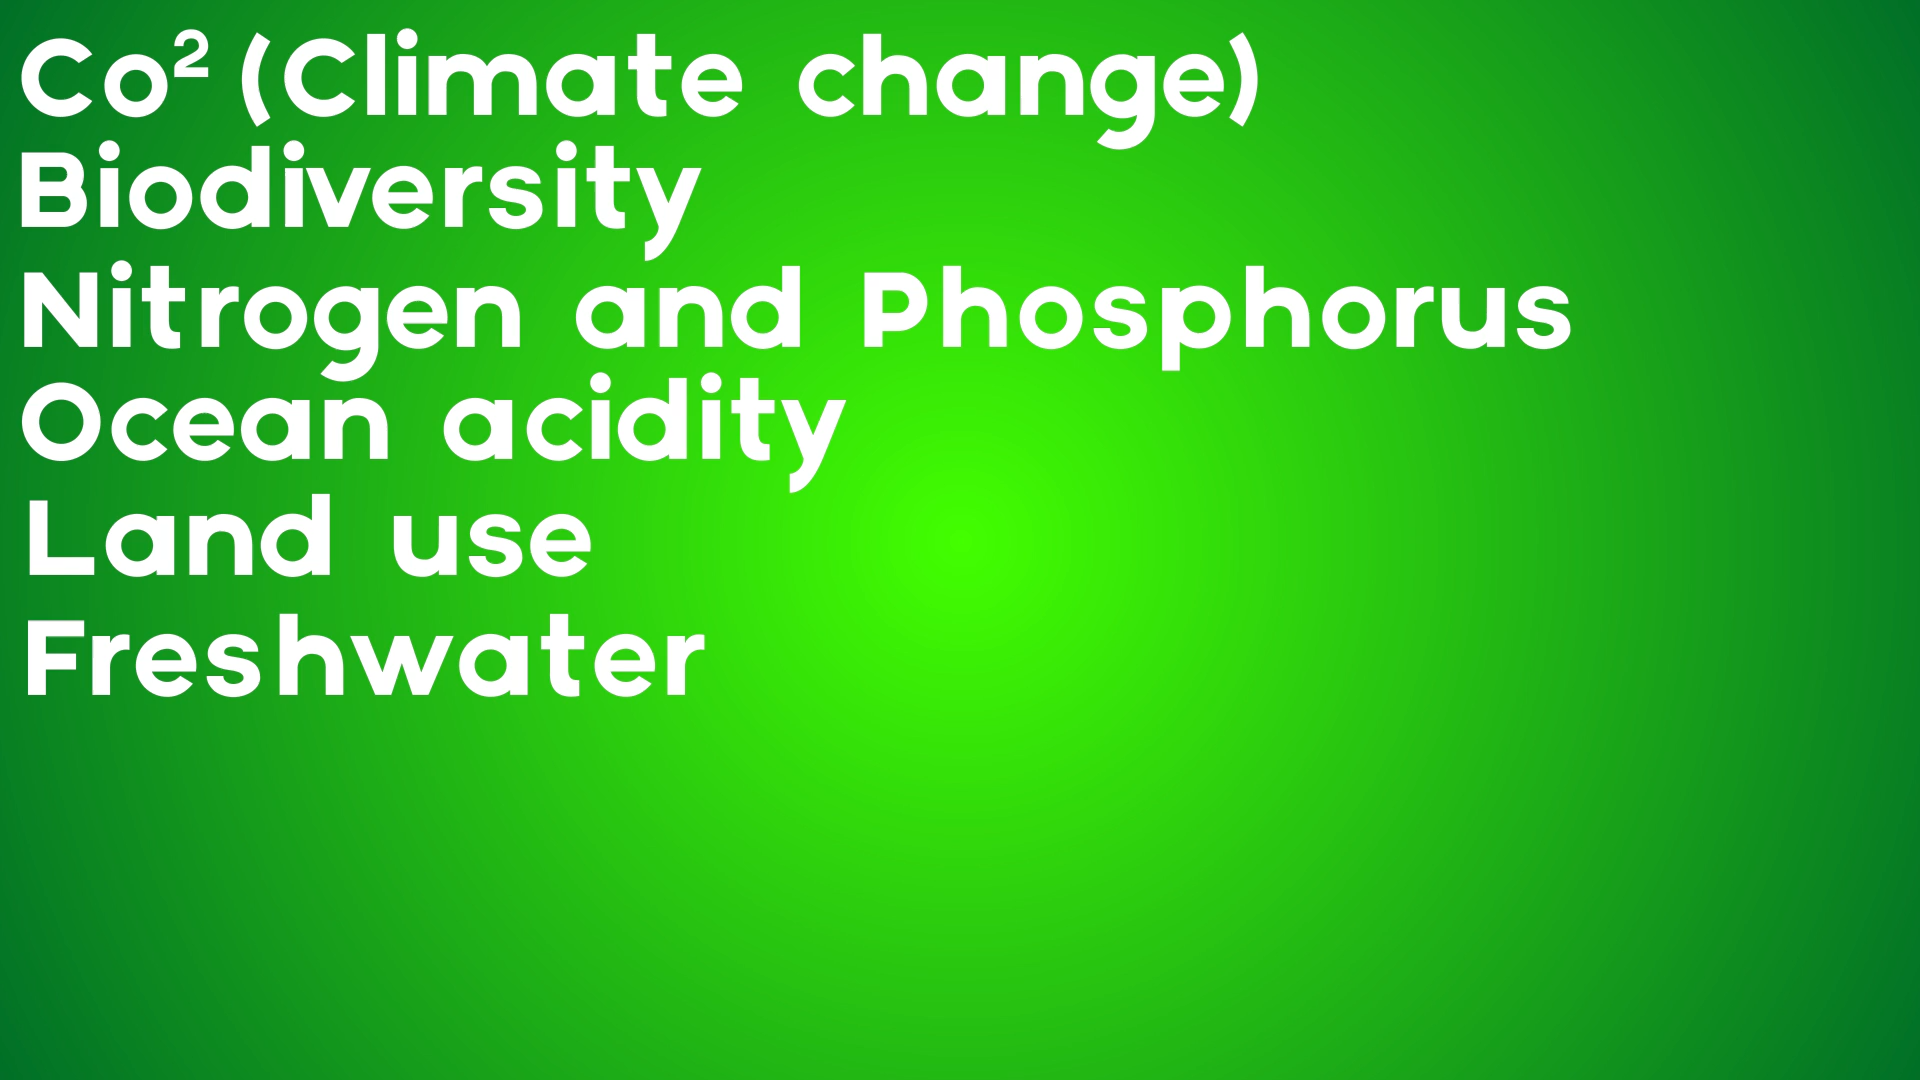 Co² (Climate change)
Biodiversity
Nitrogen and Phosphorus
Ocean acidity
Land use
Freshwater